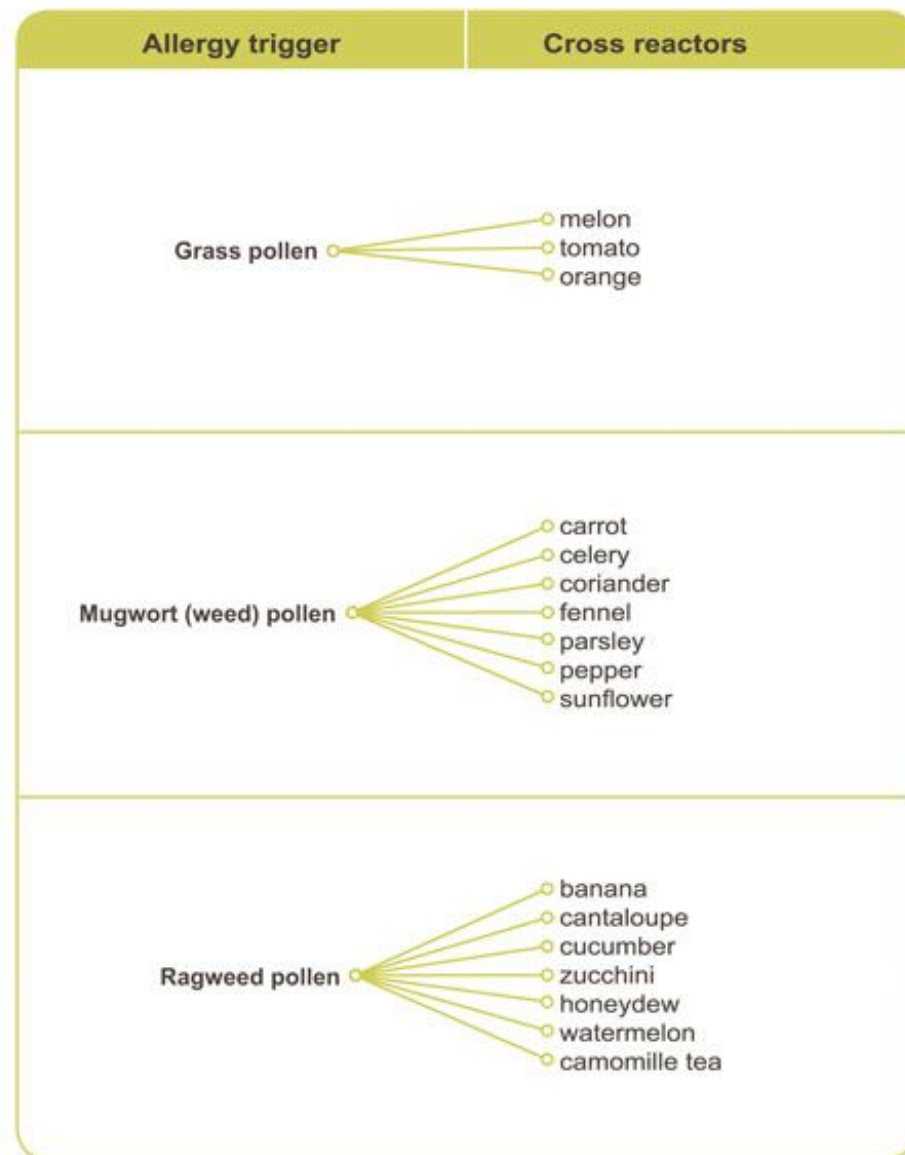 Allergy trigger Cross reactors
Grass pollen
melon
tomato
orange
Mugwort (weed) pollen
carrot
celery
coriander
fennel
parsley
pepper
sunflower
Ragweed pollen
banana
cantaloupe
cucumber
zucchini
honeydew
watermelon
camomille tea